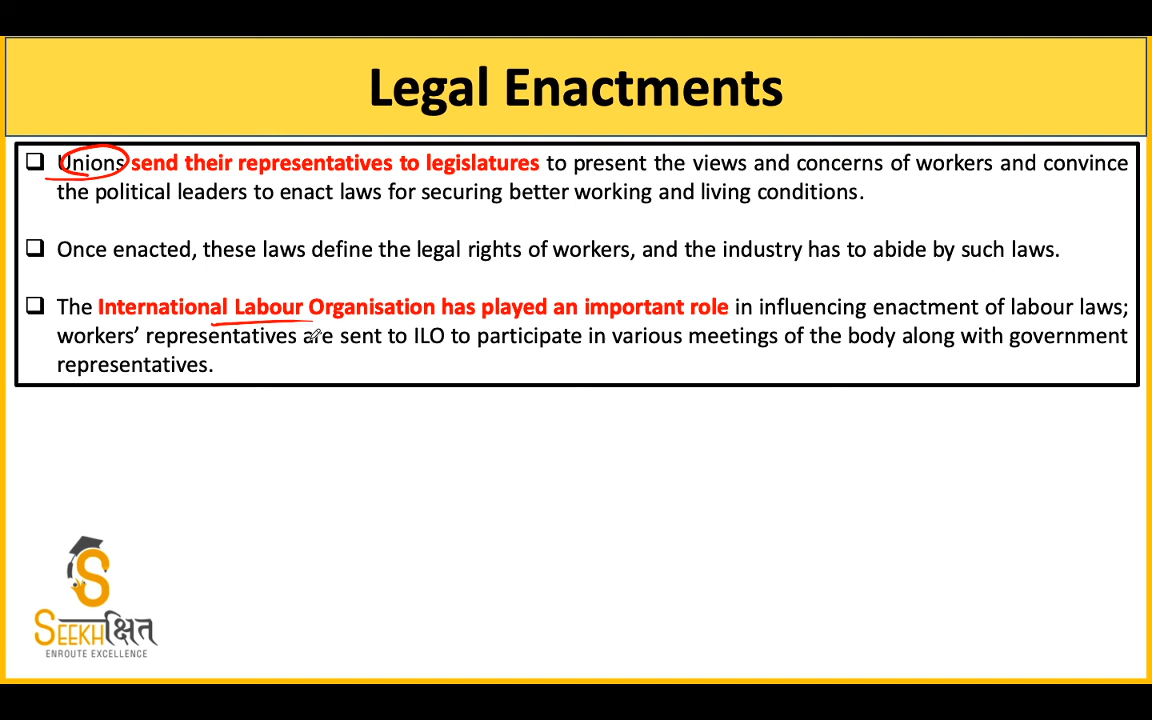 Legal Enactments
❑ Unions send their representatives to legislatures to present the views and concerns of workers and convince
the political leaders to enact laws for securing better working and living conditions.
❑ Once enacted, these laws define the legal rights of workers, and the industry has to abide by such laws.
❑ The International Labour Organisation has played an important role in influencing enactment of labour laws;
workers’ representatives are sent to ILO to participate in various meetings of the body along with government
representatives.
S
SEEKHक्षित
ENROUTE EXCELLENCE